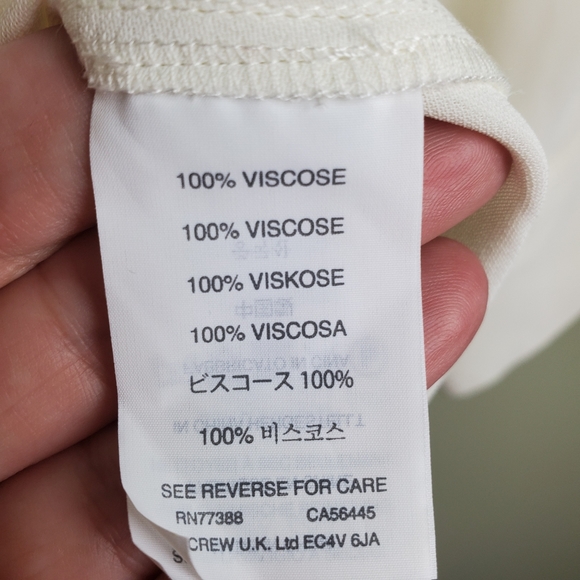 100% VISCOSE
100% VISCOSE
100% VISKOSE
100% VISCOSA
ビスコース 100%
100% 비스코스
SEE REVERSE FOR CARE
RN77388 CA56445
CREW U.K. Ltd EC4V 6JA